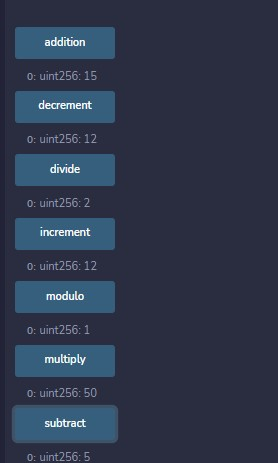 addition
0: uint256: 15
decrement
0: uint256: 12
divide
0: uint256: 2
increment
0: uint256: 12
modulo
0: uint256: 1
multiply
0: uint256: 50
subtract
0: uint256: 5